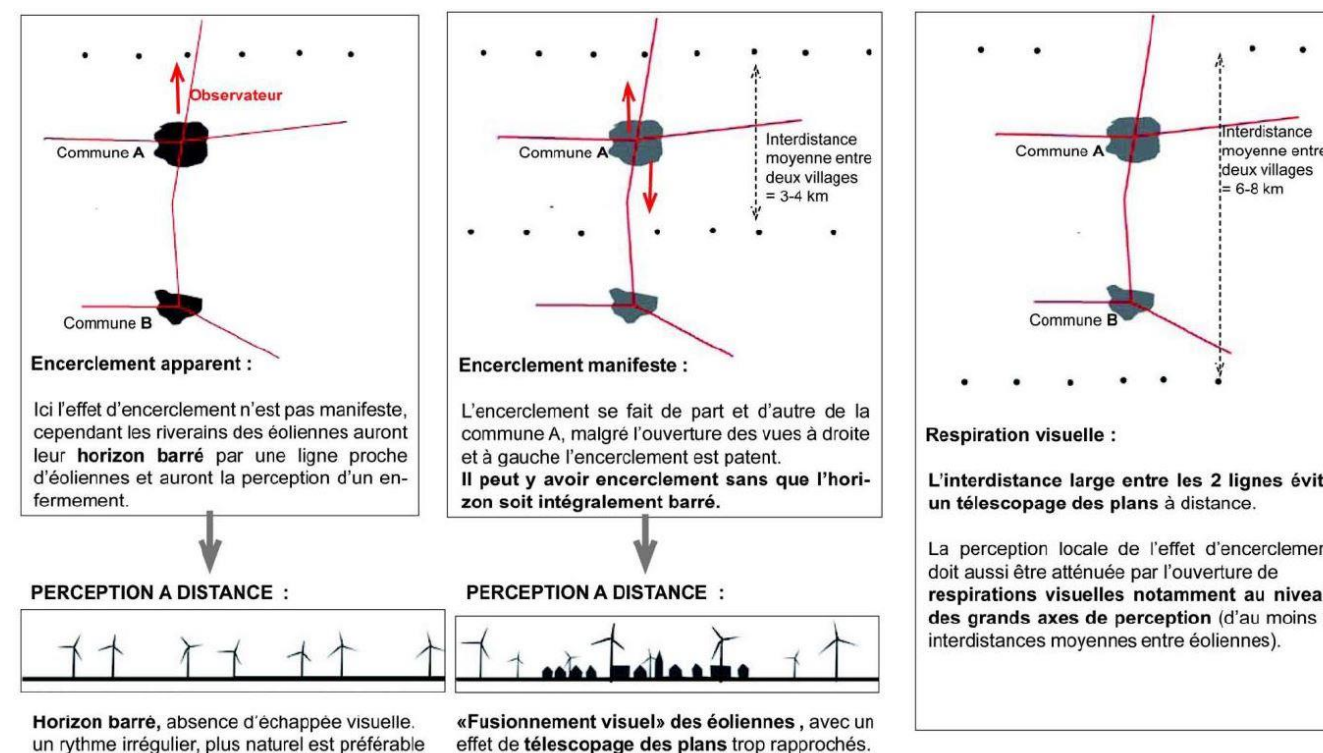 Observateur
Commune A
Commune B
Encerclement apparent :
Ici l'effet d'encerclement n'est pas manifeste,
cependant les riverains des éoliennes auront
leur horizon barré par une ligne proche
d'éoliennes et auront la perception d'un en-
fermement.
PERCEPTION A DISTANCE :
Horizon barré, absence d'échappée visuelle.
un rythme irrégulier, plus naturel est préférable
Commune A
Interdistance
moyenne entre
deux villages
= 3-4 km
Commune B
Encerclement manifeste :
L'encerclement se fait de part et d'autre de la
commune A, malgré l'ouverture des vues à droite
et à gauche l'encerclement est patent.
Il peut y avoir encerclement sans que l'hori-
zon soit intégralement barré.
PERCEPTION A DISTANCE :
«Fusionnement visuel» des éoliennes , avec un
effet de télescopage des plans trop rapprochés.
Commune A
Interdistance
moyenne entre
deux villages
= 6-8 km
Commune B
Respiration visuelle :
L'interdistance large entre les 2 lignes évit
un télescopage des plans à distance.
La perception locale de l'effet d'encerclemen
doit aussi être atténuée par l'ouverture de
respirations visuelles notamment au nivea
des grands axes de perception (d'au moins
interdistances moyennes entre éoliennes).